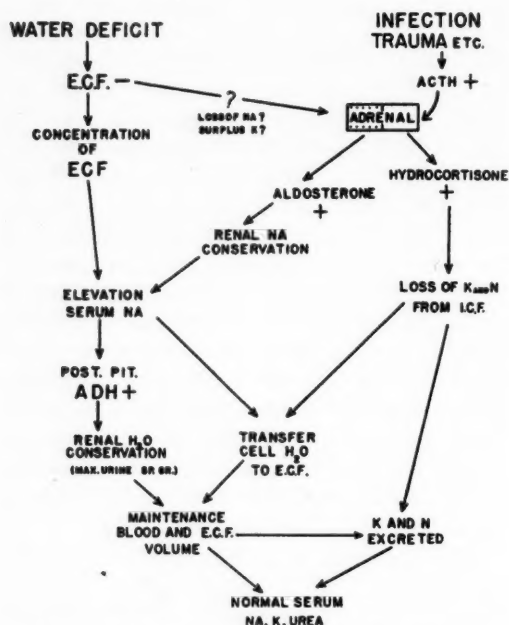 WATER DEFICIT
INFECTION
TRAUMA ETC.
E.C.F. –
ACTH +
?
LOSS OF NA?
SURPLUS K?
ADRENAL
CONCENTRATION
OF
ECF
ALDOSTERONE
+
HYDROCORTISONE
+
RENAL NA
CONSERVATION
ELEVATION
SERUM NA
LOSS OF K AND N
FROM I.C.F.
POST. PIT.
ADH+
RENAL H2O
CONSERVATION
(MAX. URINE SP. GR.)
TRANSFER
CELL H2O
TO E.C.F.
MAINTENANCE
BLOOD AND E.C.F.
VOLUME
K AND N
EXCRETED
NORMAL SERUM
NA, K, UREA